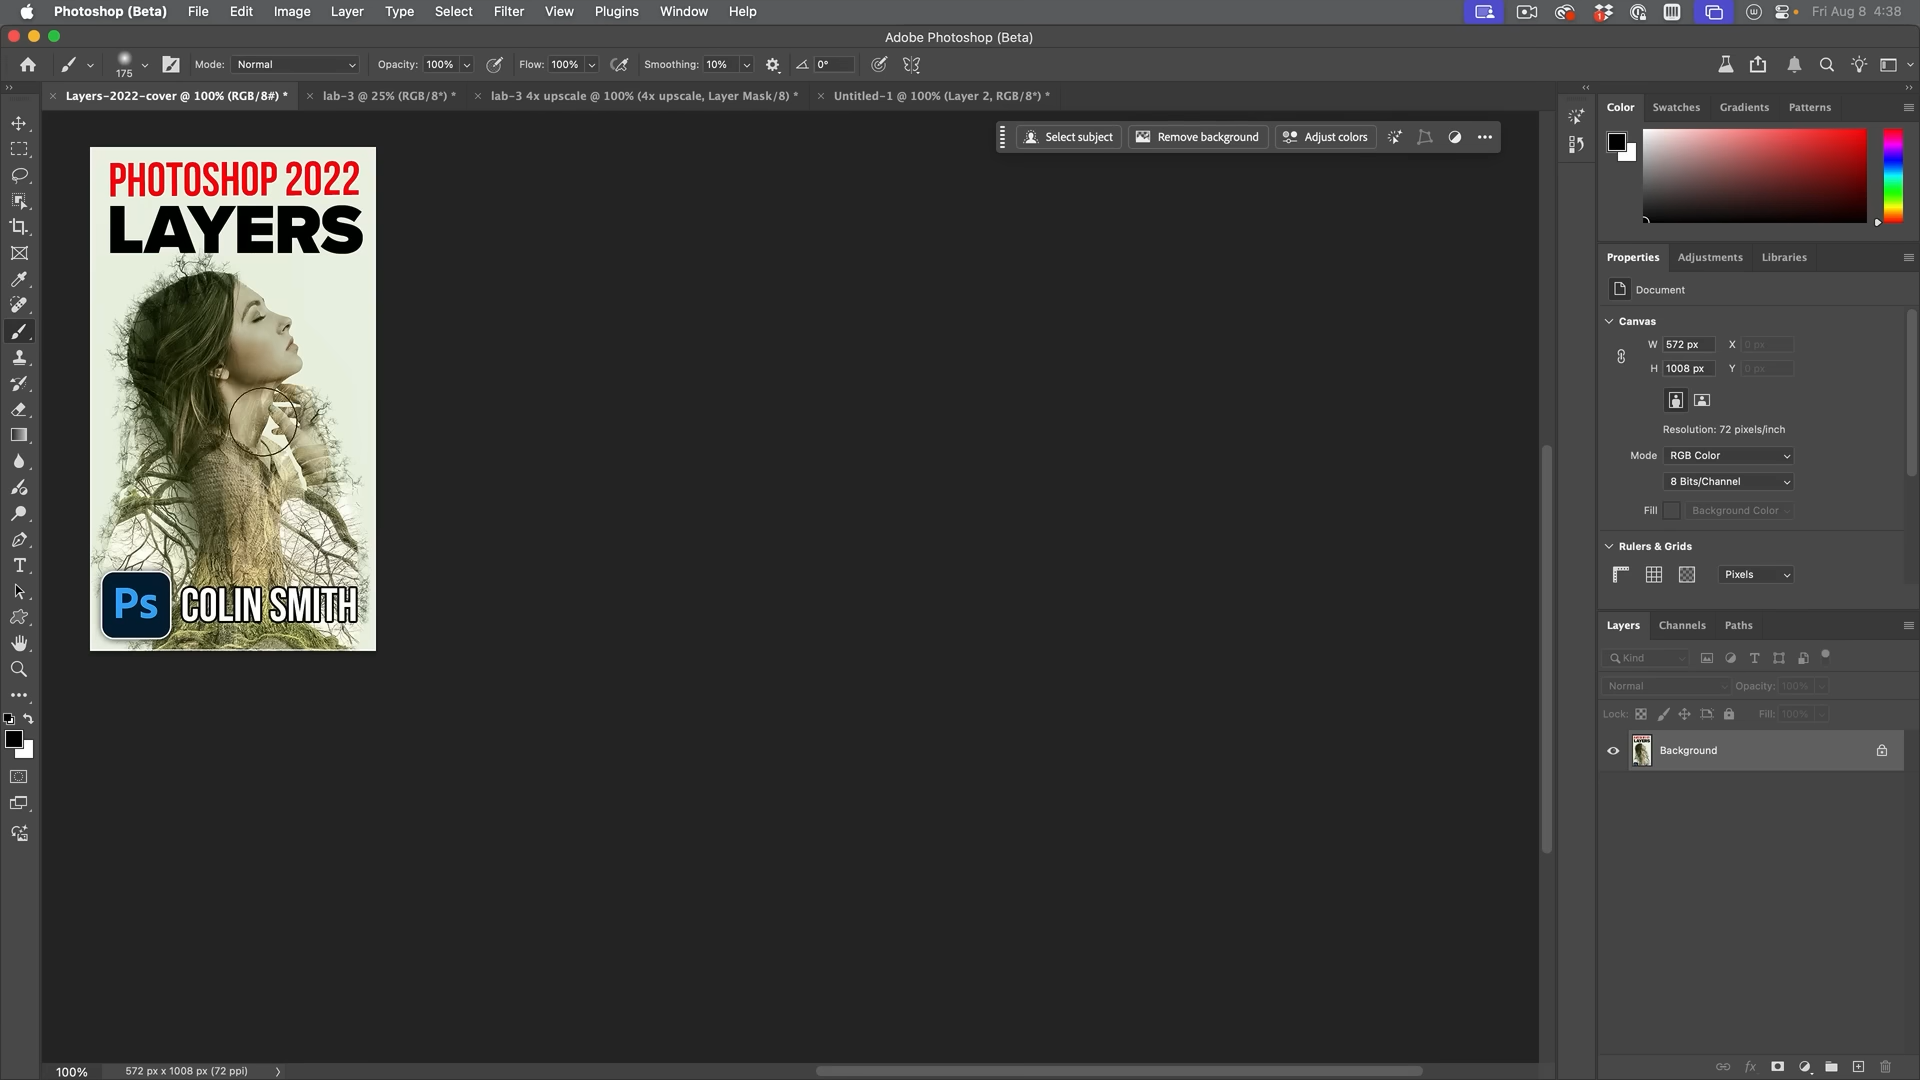 Photoshop (Beta) File Edit Image Layer Type Select Filter View Plugins Window Help Fri Aug 8 4:38
Adobe Photoshop (Beta)
175 Mode: Normal Opacity: 100% Flow: 100% Smoothing: 10% 0°
Layers-2022-cover @ 100% (RGB/8#) * lab-3 @ 25% (RGB/8*) * lab-3 4x upscale @ 100% (4x upscale, Layer Mask/8) * Untitled-1 @ 100% (Layer 2, RGB/8*) *
Select subject Remove background Adjust colors
PHOTOSHOP 2022
LAYERS
Ps COLIN SMITH
Color Swatches Gradients Patterns
Properties Adjustments Libraries
Document
Canvas
W 572 px X 0 px
H 1008 px Y 0 px
Resolution: 72 pixels/inch
Mode RGB Color
8 Bits/Channel
Fill Background Color
Rulers & Grids
Pixels
Layers Channels Paths
Kind
Normal Opacity: 100%
Lock: Fill: 100%
Background
fx
100% 572 px x 1008 px (72 ppi)